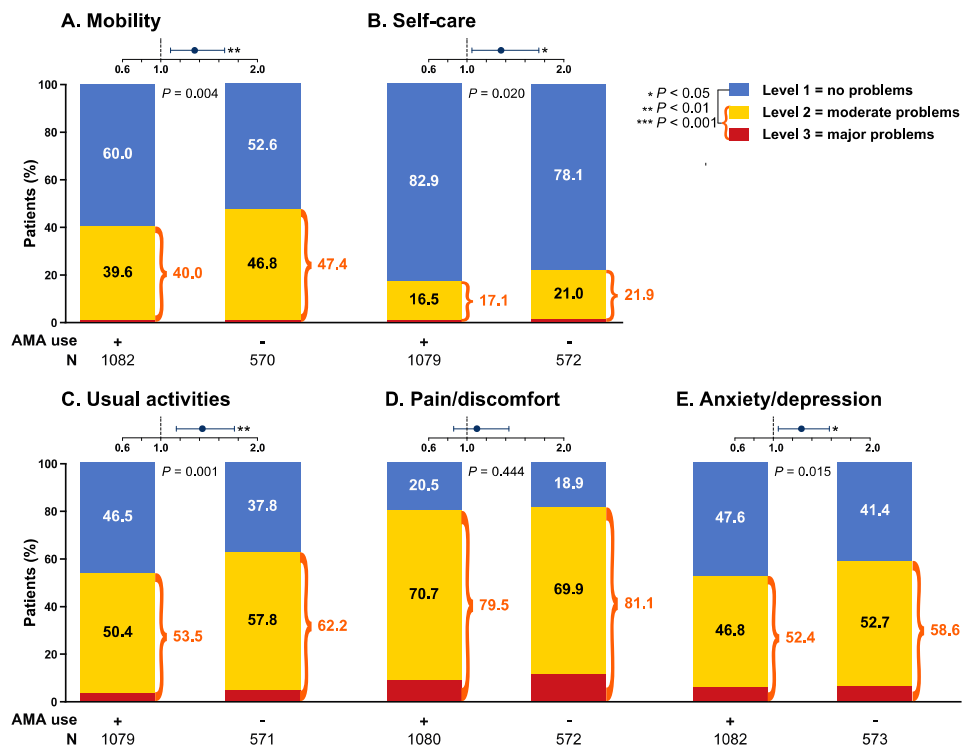 A. Mobility
B. Self-care
**
*
0.6 1.0 2.0
0.6 1.0 2.0
P = 0.004
P = 0.020
* P < 0.05
** P < 0.01
*** P < 0.001
Level 1 = no problems
Level 2 = moderate problems
Level 3 = major problems
Patients (%)
100
80
60
40
20
0
60.0
52.6
82.9
78.1
39.6
40.0
46.8
47.4
16.5
17.1
21.0
21.9
AMA use + - + -
N 1082 570 1079 572
C. Usual activities
D. Pain/discomfort
E. Anxiety/depression
**
*
0.6 1.0 2.0
0.6 1.0 2.0
0.6 1.0 2.0
P = 0.001
P = 0.444
P = 0.015
Patients (%)
100
80
60
40
20
0
46.5
37.8
20.5
18.9
47.6
41.4
50.4
53.5
57.8
62.2
70.7
79.5
69.9
81.1
46.8
52.4
52.7
58.6
AMA use + - + - + -
N 1079 571 1080 572 1082 573